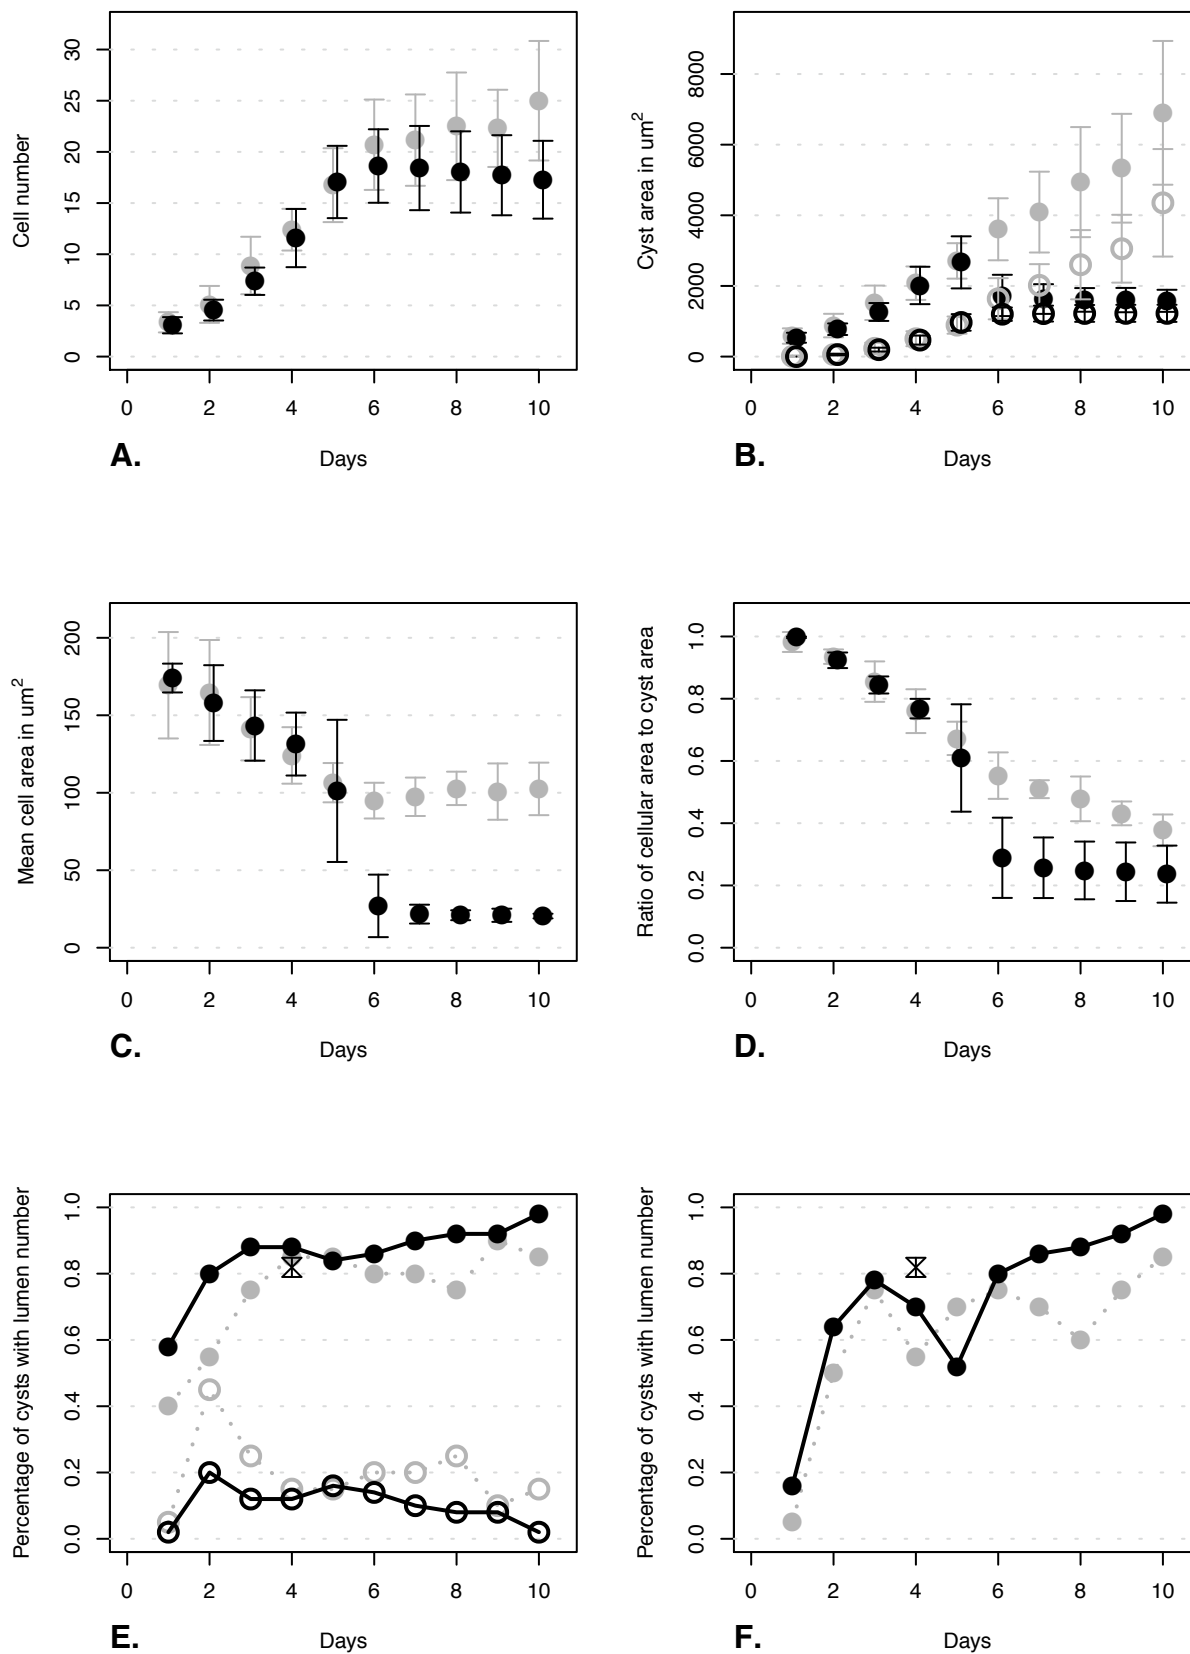 Cell number
30
25
20
15
10
5
0
0 2 4 6 8 10
A. Days
Cyst area in um²
8000
6000
4000
2000
0
0 2 4 6 8 10
B. Days
Mean cell area in um²
200
150
100
50
0
0 2 4 6 8 10
C. Days
Ratio of cellular area to cyst area
1.0
0.8
0.6
0.4
0.2
0.0
0 2 4 6 8 10
D. Days
Percentage of cysts with lumen number
1.0
0.8
0.6
0.4
0.2
0.0
0 2 4 6 8 10
E. Days
Percentage of cysts with lumen number
1.0
0.8
0.6
0.4
0.2
0.0
0 2 4 6 8 10
F. Days